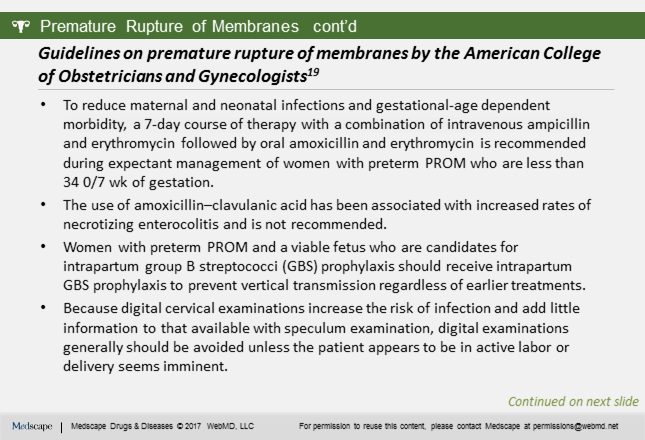 Premature Rupture of Membranes cont’d
Guidelines on premature rupture of membranes by the American College
of Obstetricians and Gynecologists19
• To reduce maternal and neonatal infections and gestational-age dependent
morbidity, a 7-day course of therapy with a combination of intravenous ampicillin
and erythromycin followed by oral amoxicillin and erythromycin is recommended
during expectant management of women with preterm PROM who are less than
34 0/7 wk of gestation.
• The use of amoxicillin–clavulanic acid has been associated with increased rates of
necrotizing enterocolitis and is not recommended.
• Women with preterm PROM and a viable fetus who are candidates for
intrapartum group B streptococci (GBS) prophylaxis should receive intrapartum
GBS prophylaxis to prevent vertical transmission regardless of earlier treatments.
• Because digital cervical examinations increase the risk of infection and add little
information to that available with speculum examination, digital examinations
generally should be avoided unless the patient appears to be in active labor or
delivery seems imminent.
Continued on next slide
Medscape | Medscape Drugs & Diseases © 2017 WebMD, LLC For permission to reuse this content, please contact Medscape at permissions@webmd.net